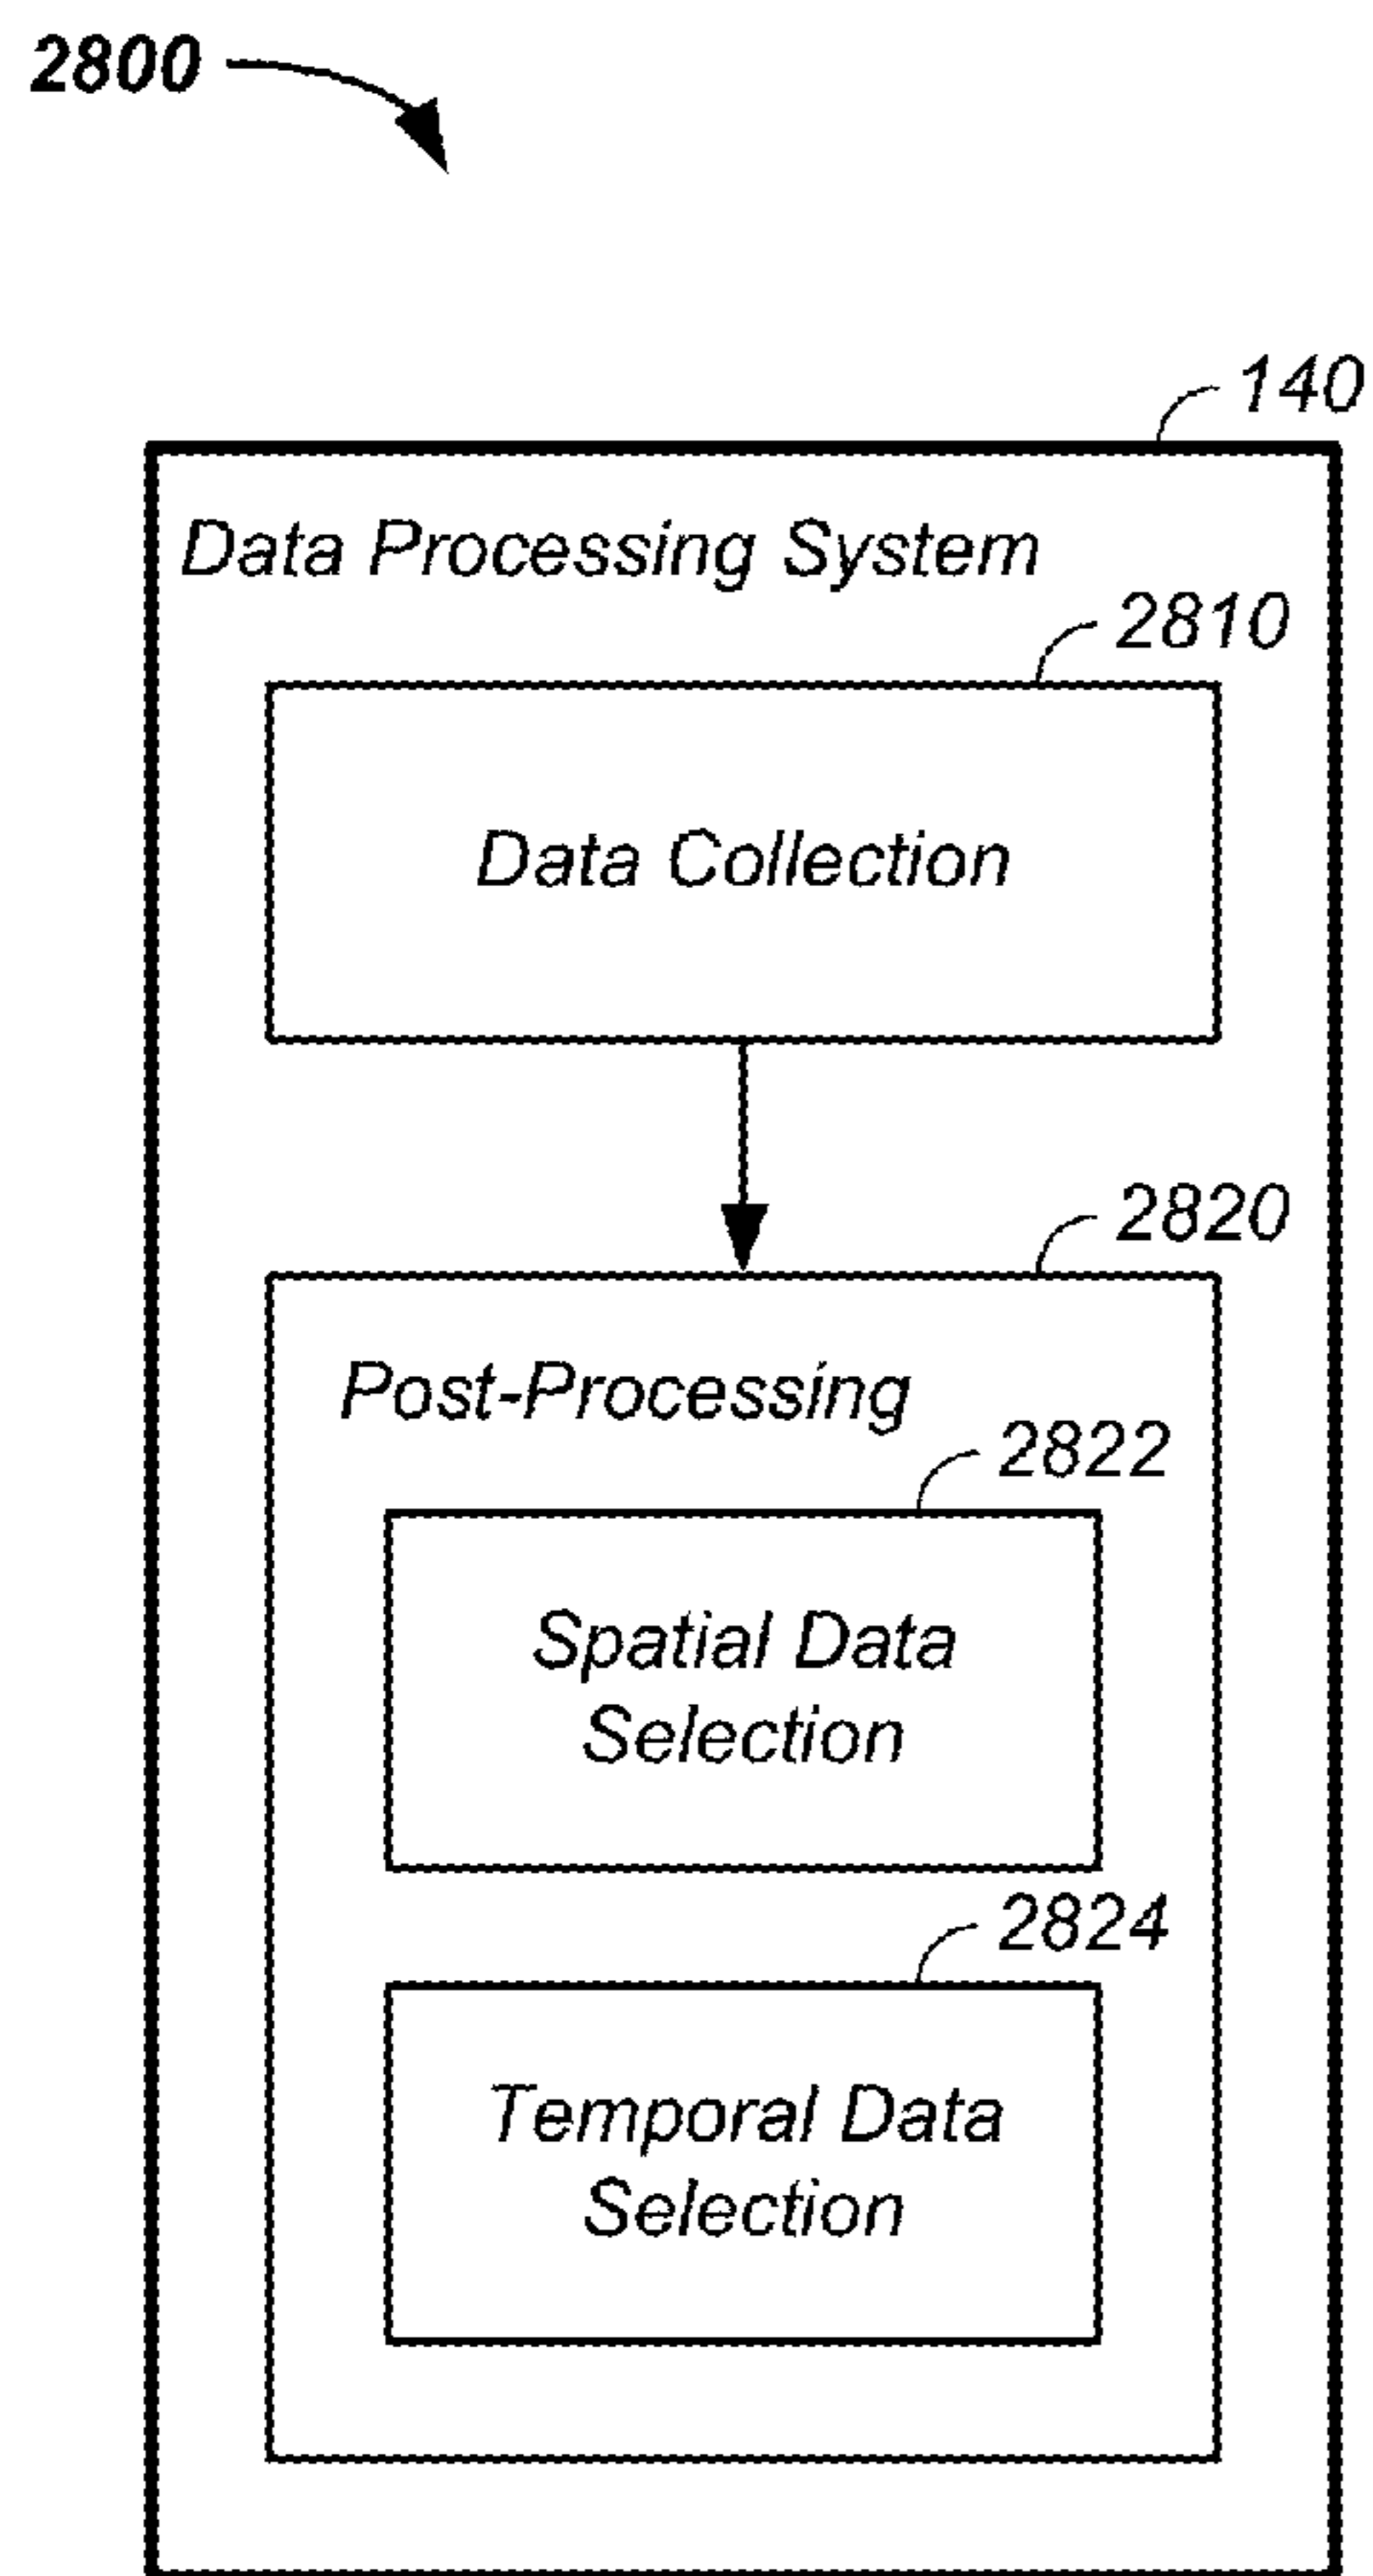 2800
140
Data Processing System
2810
Data Collection
2820
Post-Processing
2822
Spatial Data
Selection
2824
Temporal Data
Selection